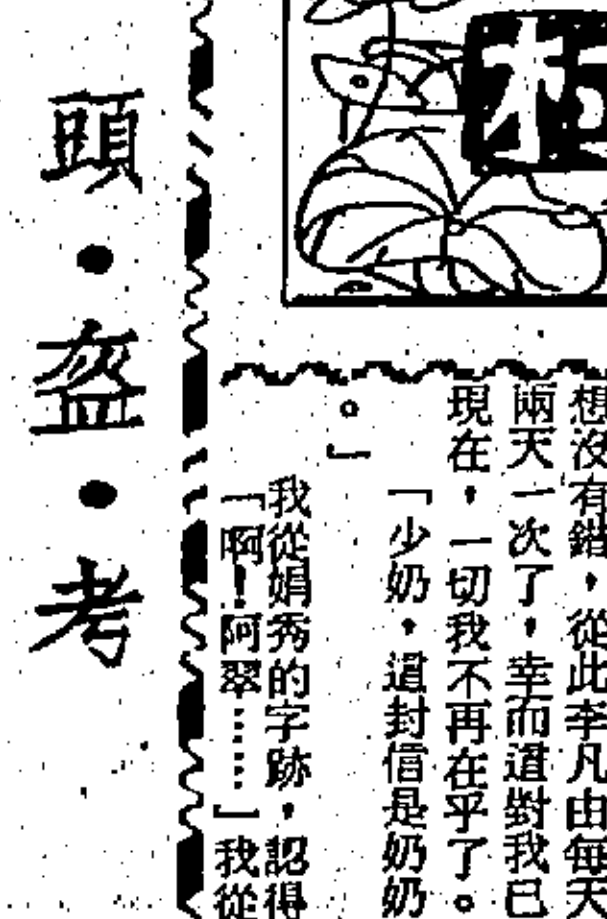 想沒有錯，從此李凡由每天
兩天一次了，幸而這對我已
現在，一切我不再在乎了。
「少奶，這封信是奶奶
。」
我從娟秀的字跡，認得
「啊！阿翠……」我從
頭•盔•考